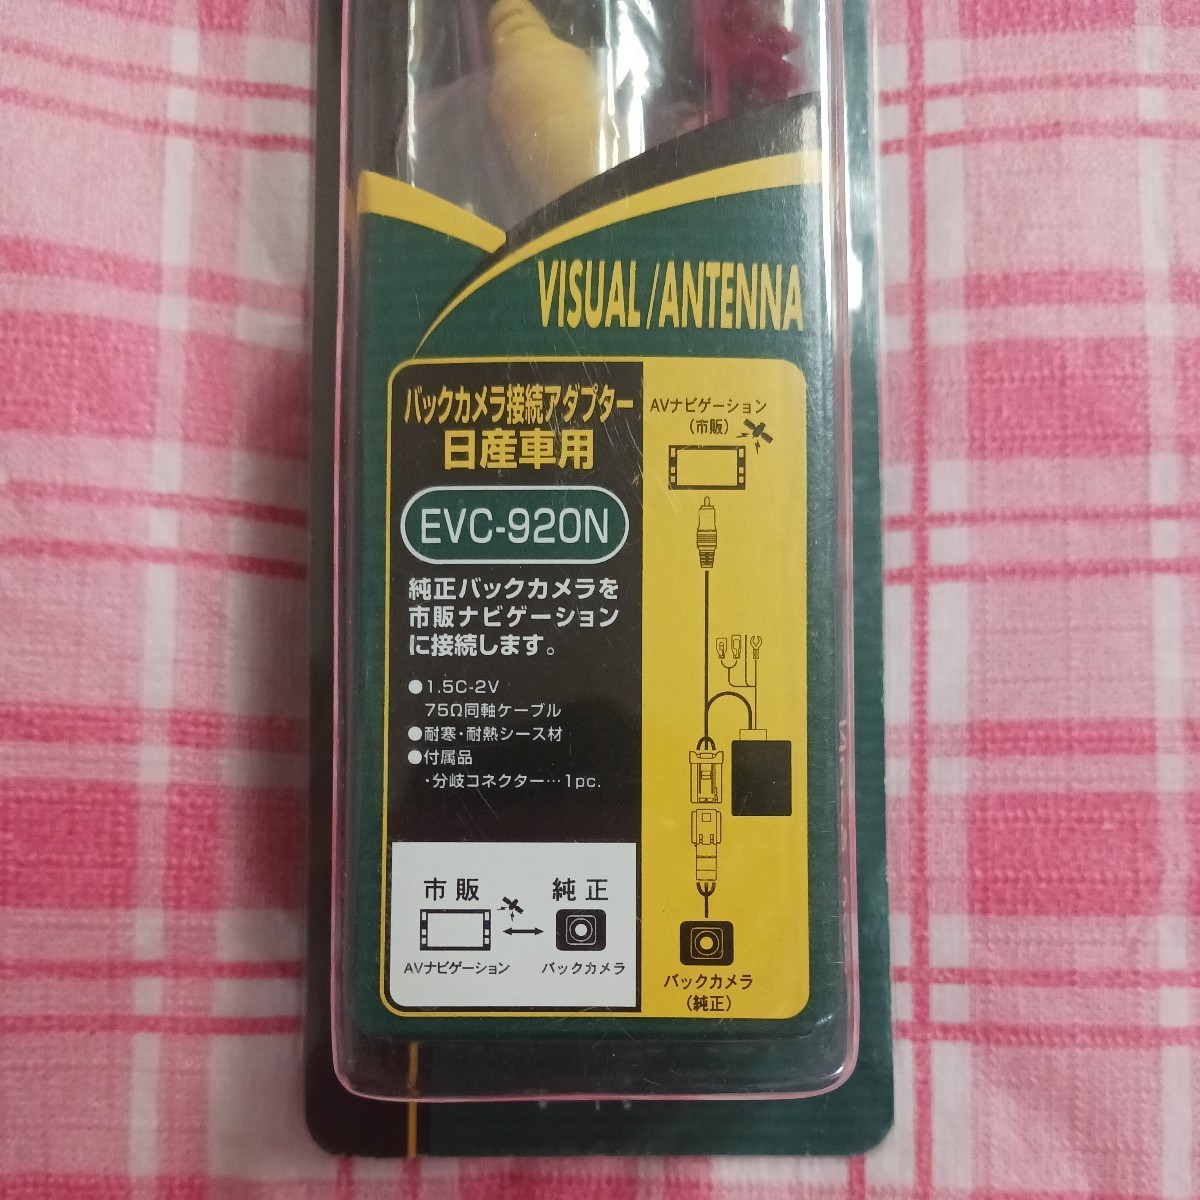 VISUAL/ANTENNA
バックカメラ接続アダプター
日産車用
EVC-920N
純正バックカメラを
市販ナビゲーション
に接続します。
●1.5C-2V
75Ω同軸ケーブル
●耐寒・耐熱シース材
●付属品
・分岐コネクター…1pc.
市販
純正
AVナビゲーション
バックカメラ
AVナビゲーション
(市販)
バックカメラ
(純正)